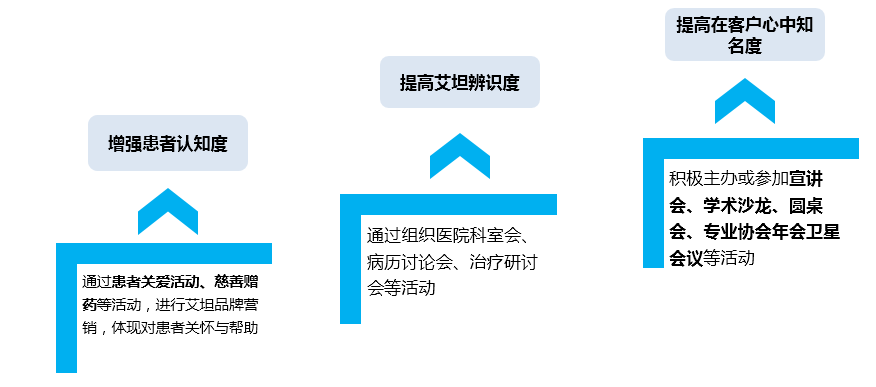 增强患者认知度
通过患者关爱活动、慈善赠
药等活动，进行艾坦品牌营
销，体现对患者关怀与帮助
提高艾坦辨识度
通过组织医院科室会、
病历讨论会、治疗研讨
会等活动
提高在客户心中知
名度
积极主办或参加宣讲
会、学术沙龙、圆桌
会、专业协会年会卫星
会议等活动